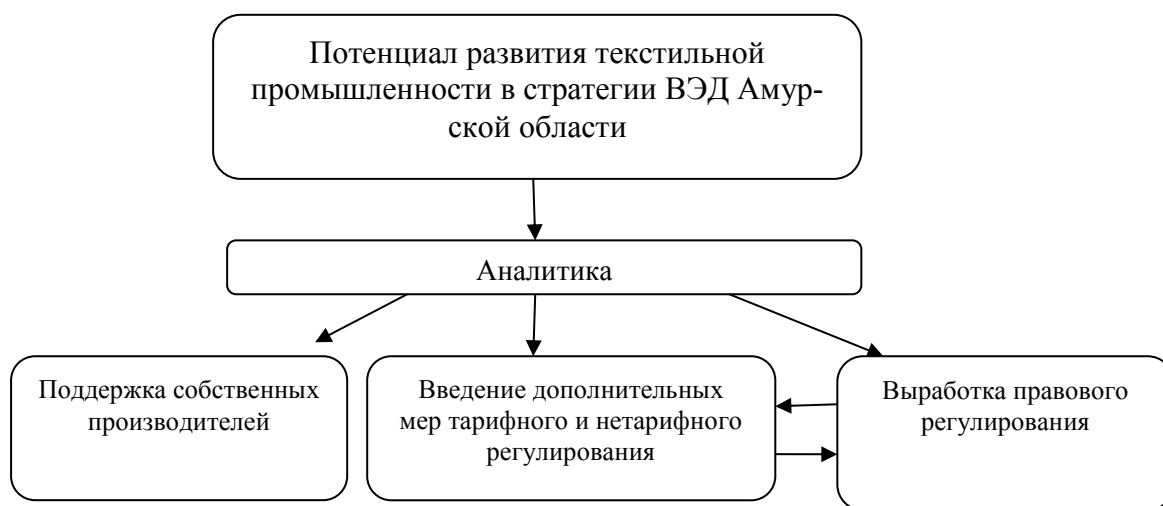 Потенциал развития текстильной
промышленности в стратегии ВЭД Амур-
ской области
Аналитика
Поддержка собственных
производителей
Введение дополнительных
мер тарифного и нетарифного
регулирования
Выработка правового
регулирования